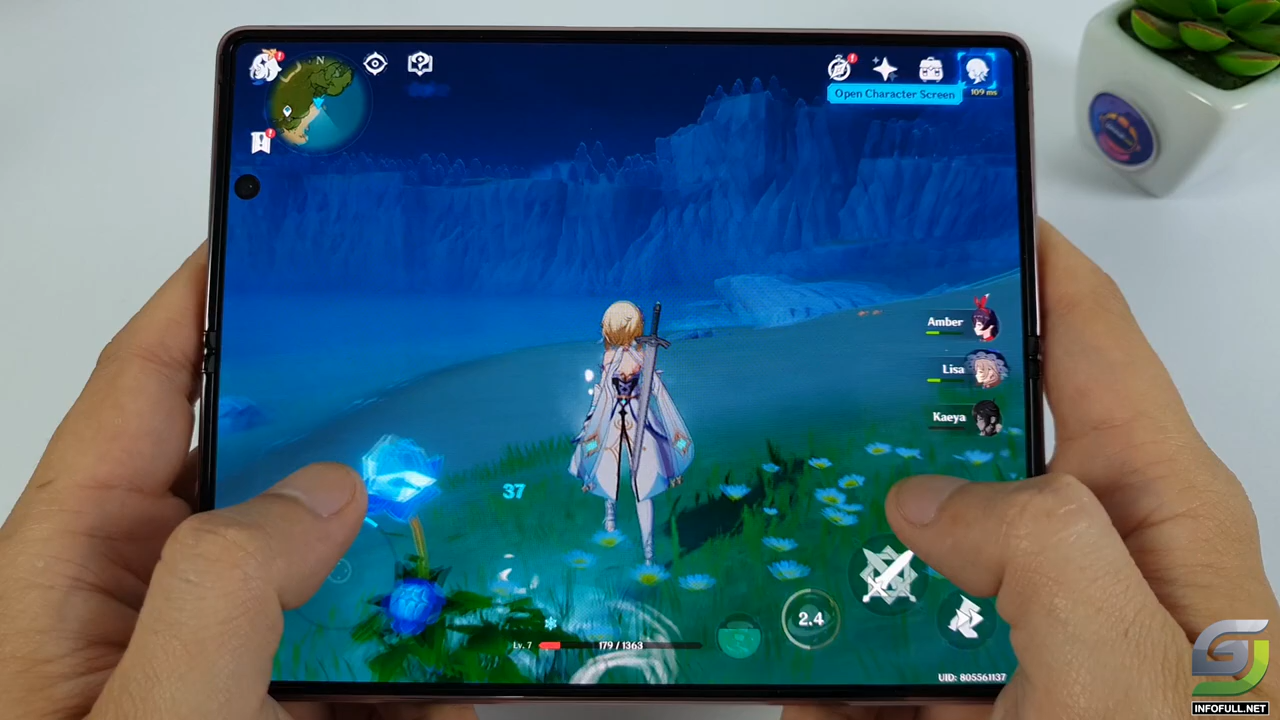 N
109 ms
Open Character Screen
Amber
Lisa
Kaeya
37
2.4
Lv. 7
179 / 1363
UID: 805561137
INFOFULL.NET